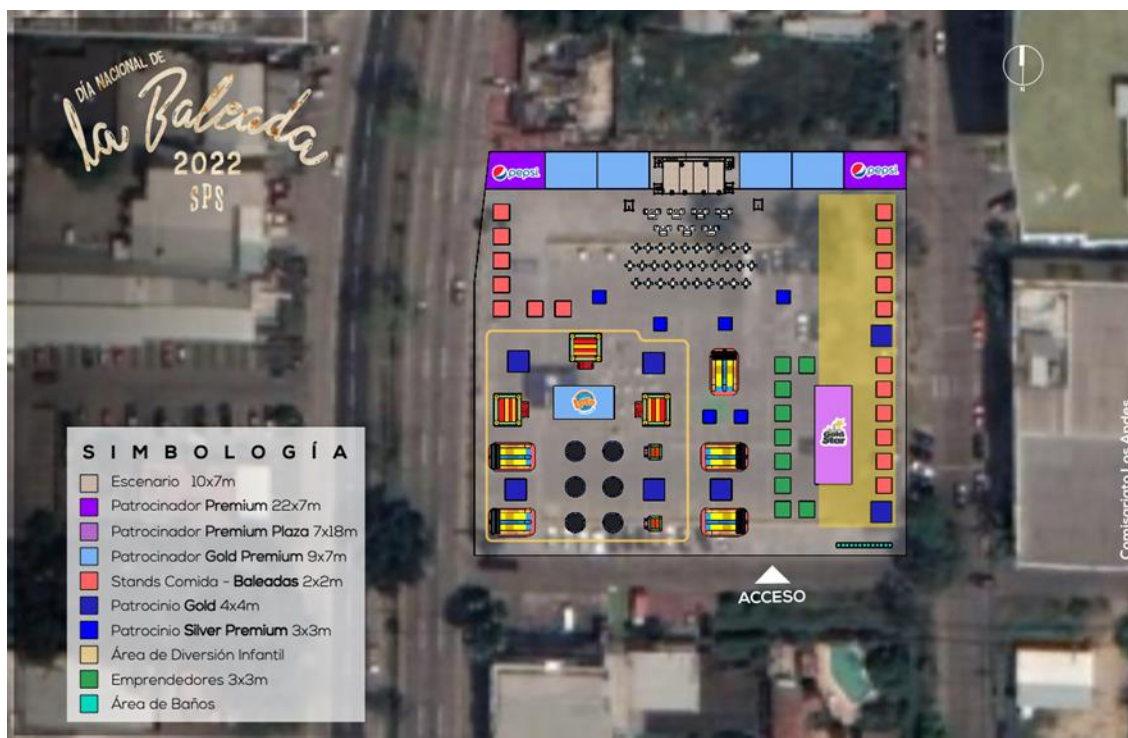 DÍA NACIONAL DE
La Baleada
2022
SPS
N
pepsi
pepsi
Gold
Star
Comisariato Los Andes
ACCESO
SIMBOLOGÍA
Escenario 10x7m
Patrocinador Premium 22x7m
Patrocinador Premium Plaza 7x18m
Patrocinador Gold Premium 9x7m
Stands Comida - Baleadas 2x2m
Patrocinio Gold 4x4m
Patrocinio Silver Premium 3x3m
Área de Diversión Infantil
Emprendedores 3x3m
Área de Baños